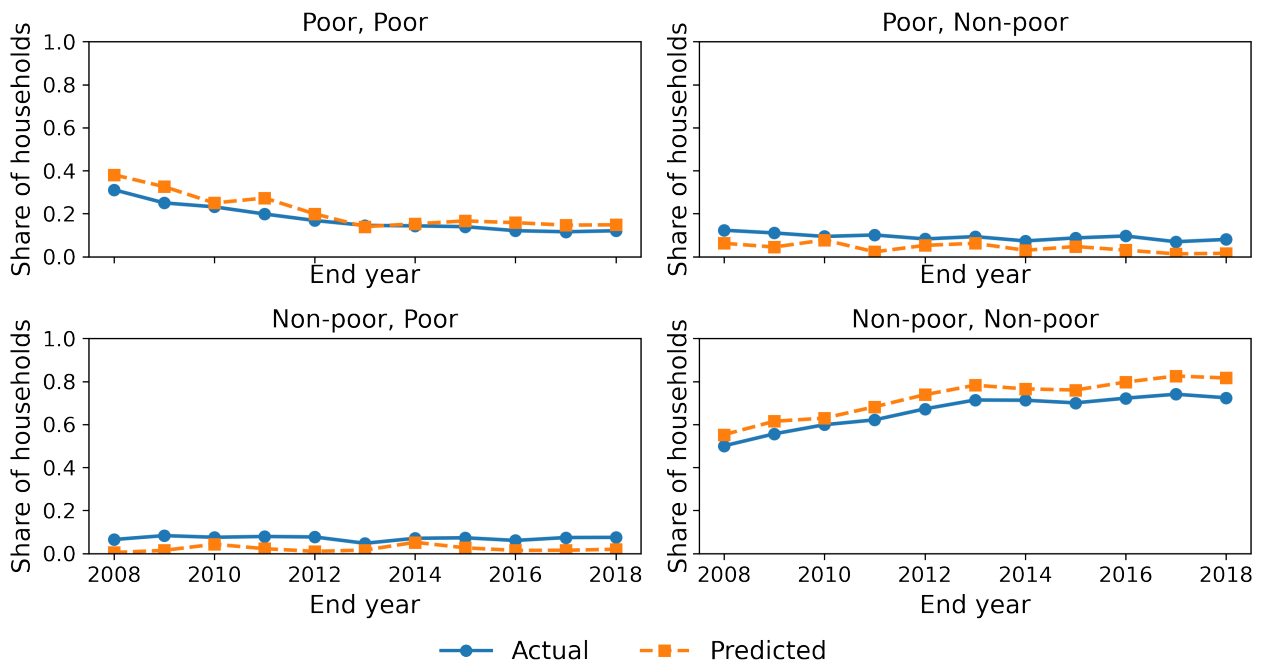 Poor, Poor
Share of households
1.0
0.8
0.6
0.4
0.2
0.0
End year
Poor, Non-poor
Share of households
End year
Non-poor, Poor
Share of households
1.0
0.8
0.6
0.4
0.2
0.0
2008 2010 2012 2014 2016 2018
End year
Non-poor, Non-poor
Share of households
2008 2010 2012 2014 2016 2018
End year
Actual Predicted